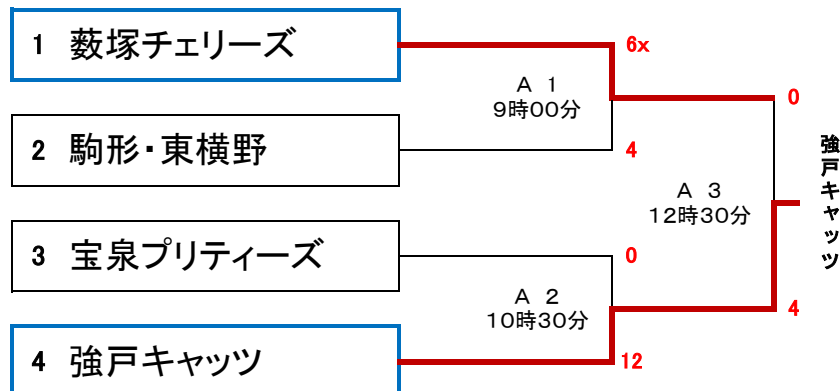 1 薮塚チェリーズ
6x
A 1
9時00分
0
2 駒形・東横野
4
強戸キャッツ
A 3
12時30分
3 宝泉プリティーズ
0
A 2
10時30分
4
4 強戸キャッツ
12